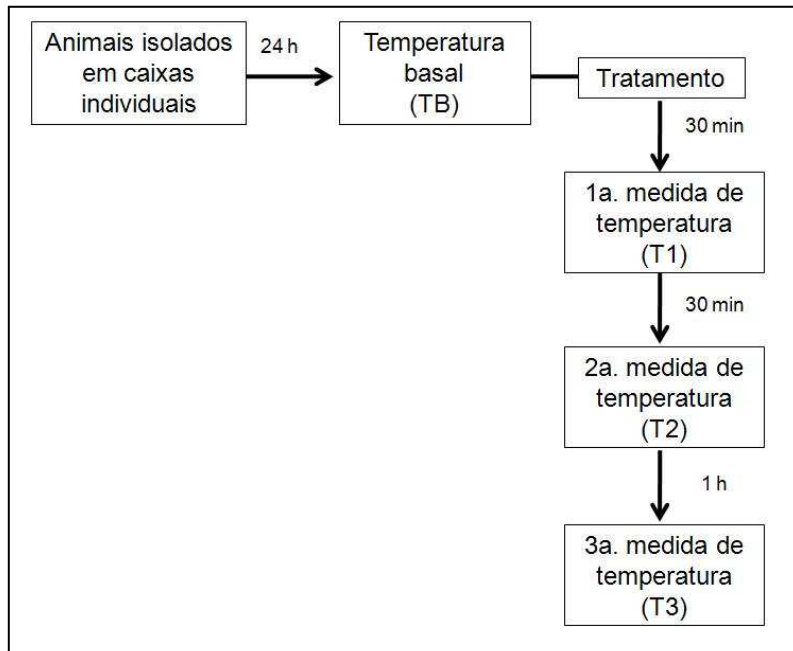 Animais isolados
em caixas
individuais
24 h
Temperatura
basal
(TB)
Tratamento
30 min
1a. medida de
temperatura
(T1)
30 min
2a. medida de
temperatura
(T2)
1 h
3a. medida de
temperatura
(T3)